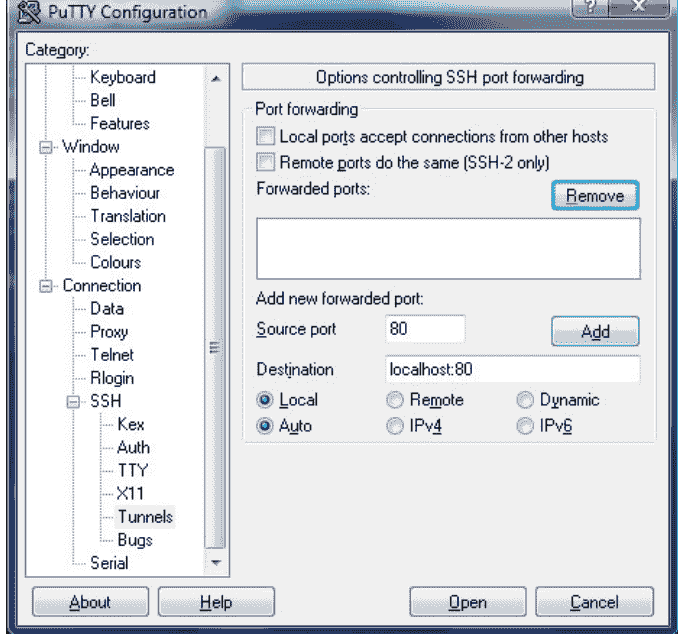 PuTTY Configuration
?
Category:
Keyboard
Bell
Features
Window
Appearance
Behaviour
Translation
Selection
Colours
Connection
Data
Proxy
Telnet
Rlogin
SSH
Kex
Auth
TTY
X11
Tunnels
Bugs
Serial
Options controlling SSH port forwarding
Port forwarding
Local ports accept connections from other hosts
Remote ports do the same (SSH-2 only)
Forwarded ports:
Remove
Add new forwarded port:
Source port 80 Add
Destination localhost:80
Local Remote Dynamic
Auto IPv4 IPv6
About Help Open Cancel